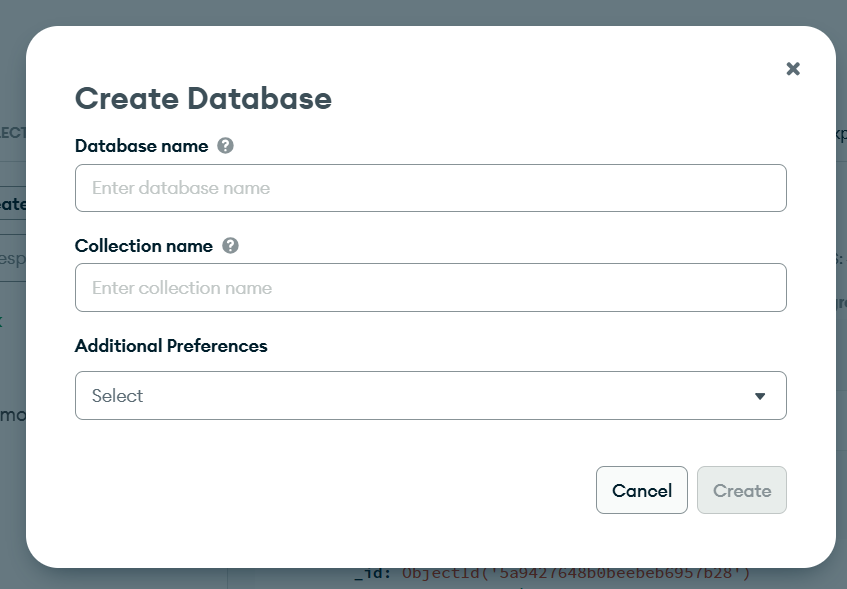 Create Database
Database name
Enter database name
Collection name
Enter collection name
Additional Preferences
Select
Cancel
Create
_id: ObjectId('5a9427648b0beebeb6957b28')